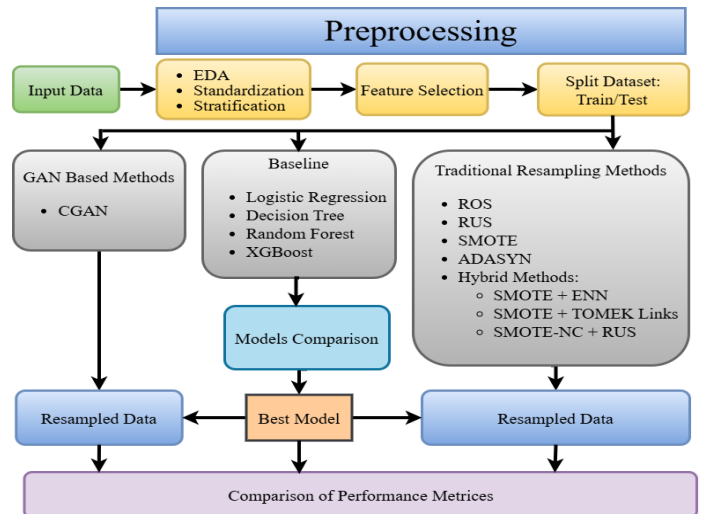 Preprocessing
Input Data
EDA
Standardization
Stratification
Feature Selection
Split Dataset:
Train/Test
GAN Based Methods
CGAN
Baseline
Logistic Regression
Decision Tree
Random Forest
XGBoost
Traditional Resampling Methods
ROS
RUS
SMOTE
ADASYN
Hybrid Methods:
SMOTE + ENN
SMOTE + TOMEK Links
SMOTE-NC + RUS
Models Comparison
Resampled Data
Best Model
Resampled Data
Comparison of Performance Metrices